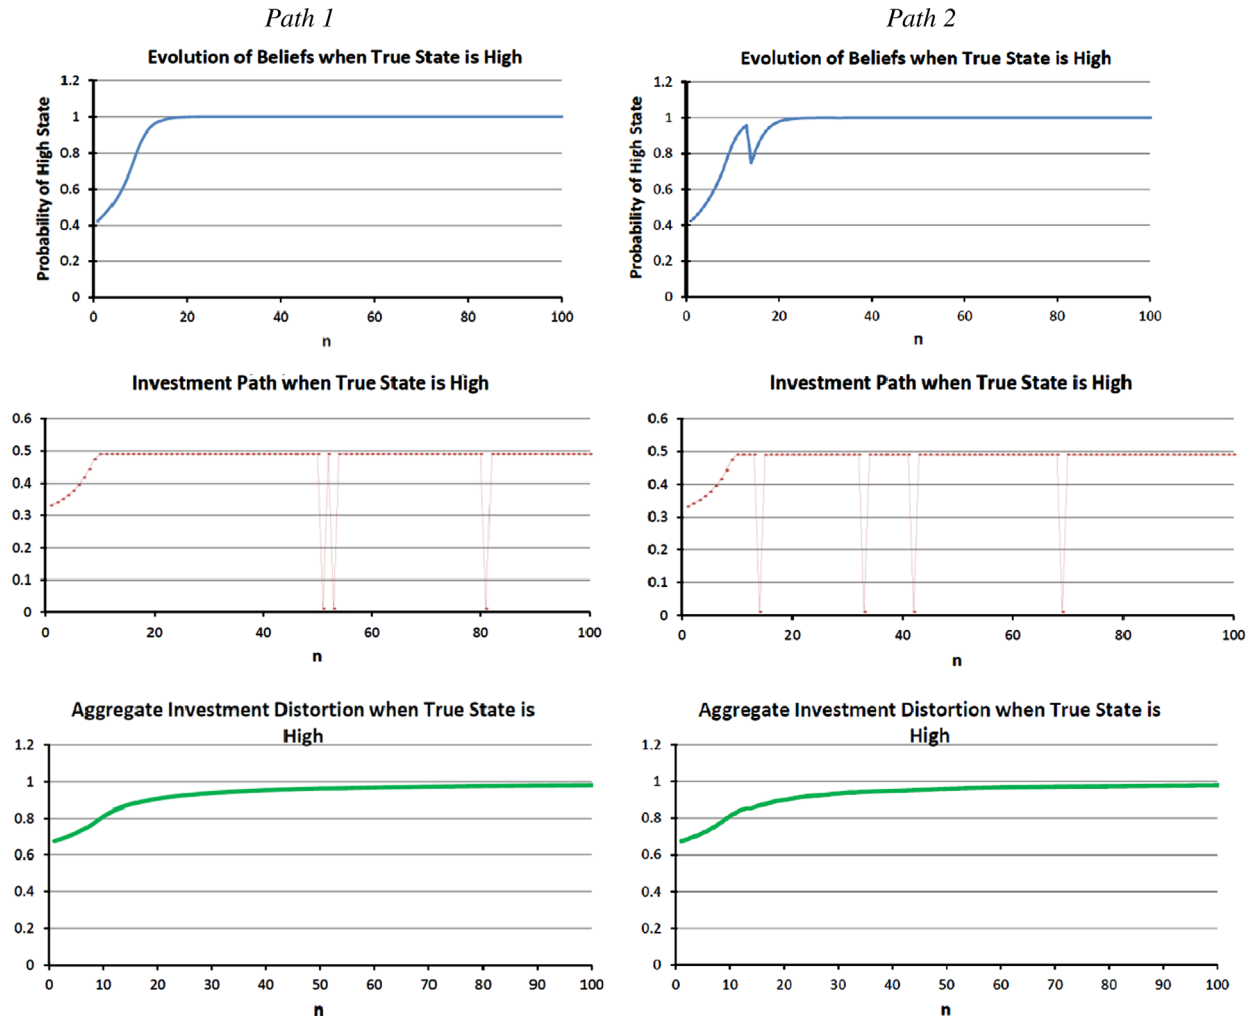 Path 1
Evolution of Beliefs when True State is High
Probability of High State
1.2
1
0.8
0.6
0.4
0.2
0
0 20 40 60 80 100
n
Investment Path when True State is High
0.6
0.5
0.4
0.3
0.2
0.1
0
0 20 40 60 80 100
n
Aggregate Investment Distortion when True State is
High
1.2
1
0.8
0.6
0.4
0.2
0
0 10 20 30 40 50 60 70 80 90 100
n
Path 2
Evolution of Beliefs when True State is High
Probability of High State
1.2
1
0.8
0.6
0.4
0.2
0
0 20 40 60 80 100
n
Investment Path when True State is High
0.6
0.5
0.4
0.3
0.2
0.1
0
0 20 40 60 80 100
n
Aggregate Investment Distortion when True State is
High
1.2
1
0.8
0.6
0.4
0.2
0
0 10 20 30 40 50 60 70 80 90 100
n